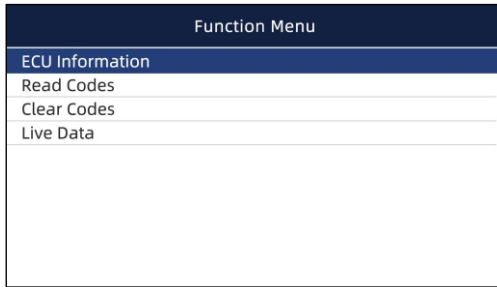 Function Menu
ECU Information
Read Codes
Clear Codes
Live Data